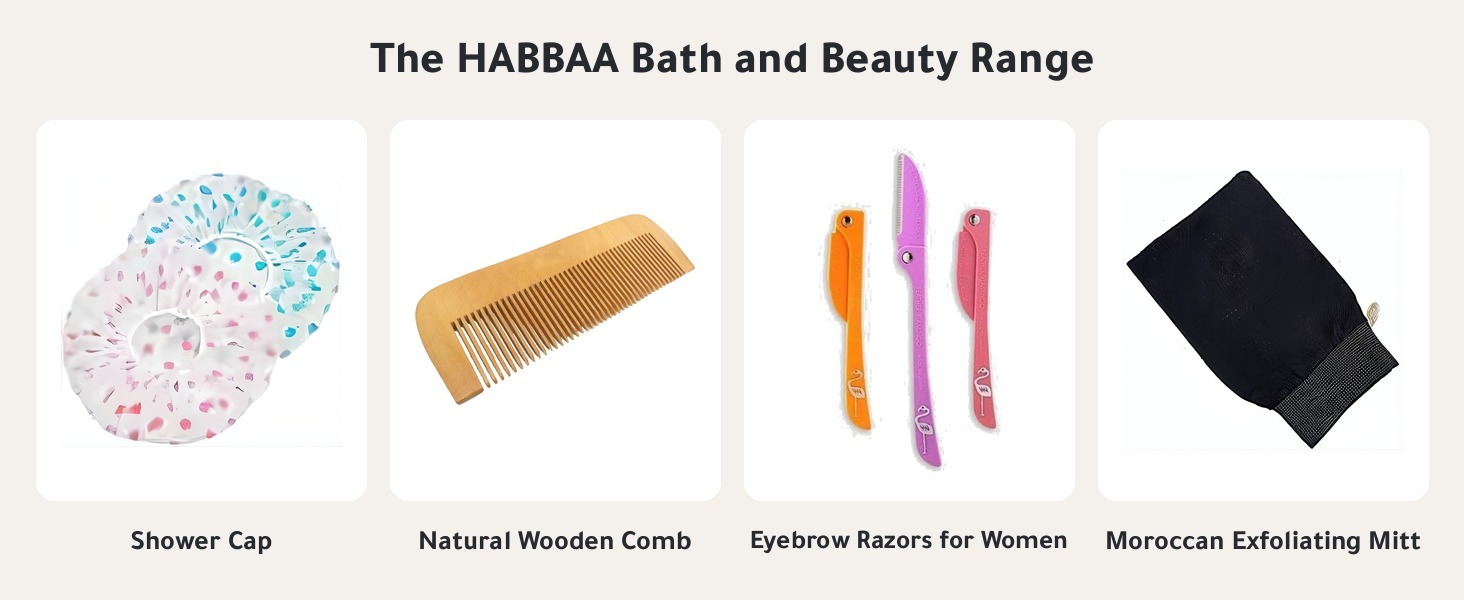 The HABBAA Bath and Beauty Range
Shower Cap
Natural Wooden Comb
Eyebrow Razors for Women
Moroccan Exfoliating Mitt